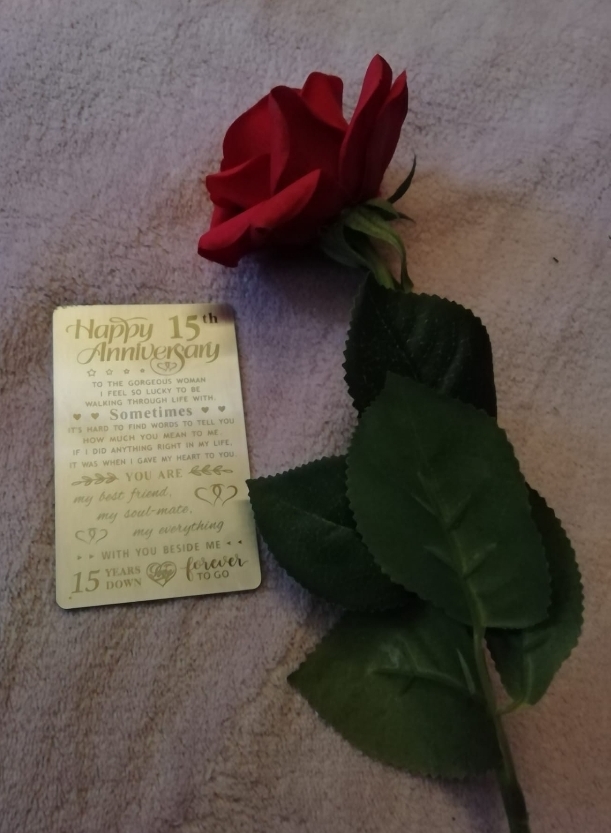 Happy 15th
Anniversary
TO THE GORGEOUS WOMAN
I FEEL SO LUCKY TO BE
WALKING THROUGH LIFE WITH.
Sometimes
IT'S HARD TO FIND WORDS TO TELL YOU
HOW MUCH YOU MEAN TO ME.
IF I DID ANYTHING RIGHT IN MY LIFE,
IT WAS WHEN I GAVE MY HEART TO YOU.
YOU ARE
my best friend,
my soul-mate,
my everything
WITH YOU BESIDE ME
15 YEARS DOWN
forever TO GO